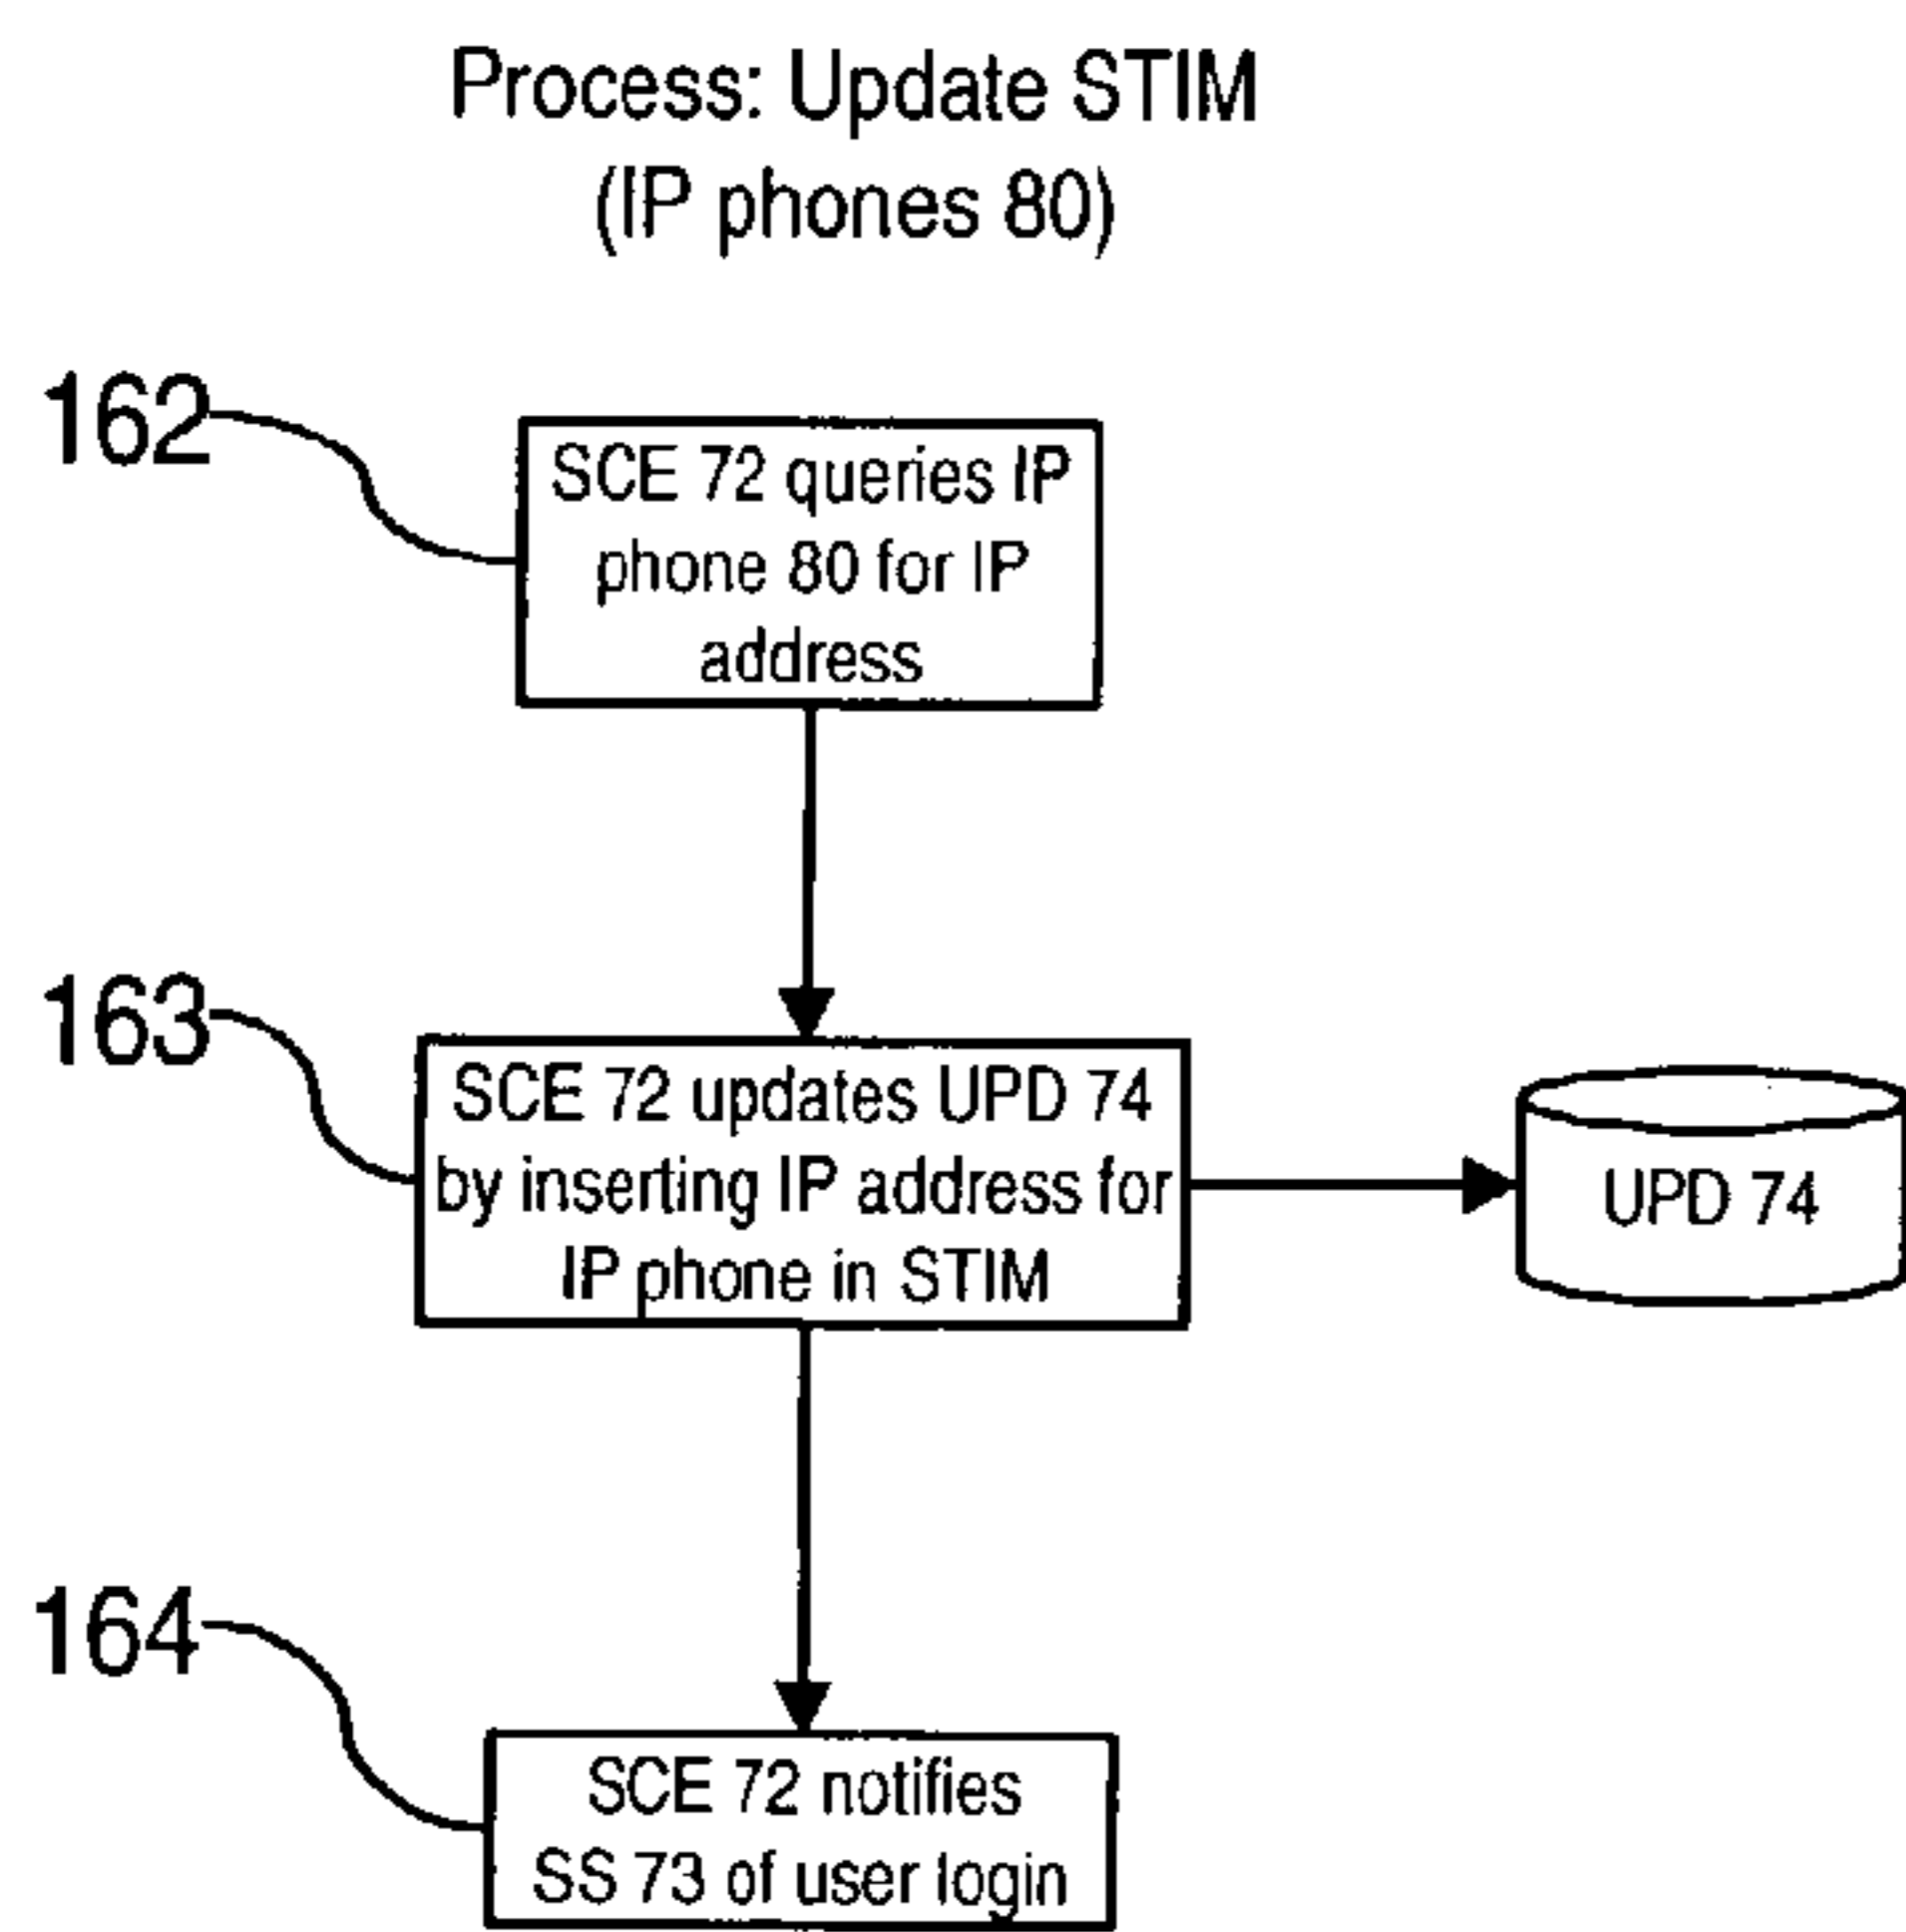 Process: Update STIM
(IP phones 80)
162
SCE 72 queries IP
phone 80 for IP
address
163
SCE 72 updates UPD 74
by inserting IP address for
IP phone in STIM
UPD 74
164
SCE 72 notifies
SS 73 of user login